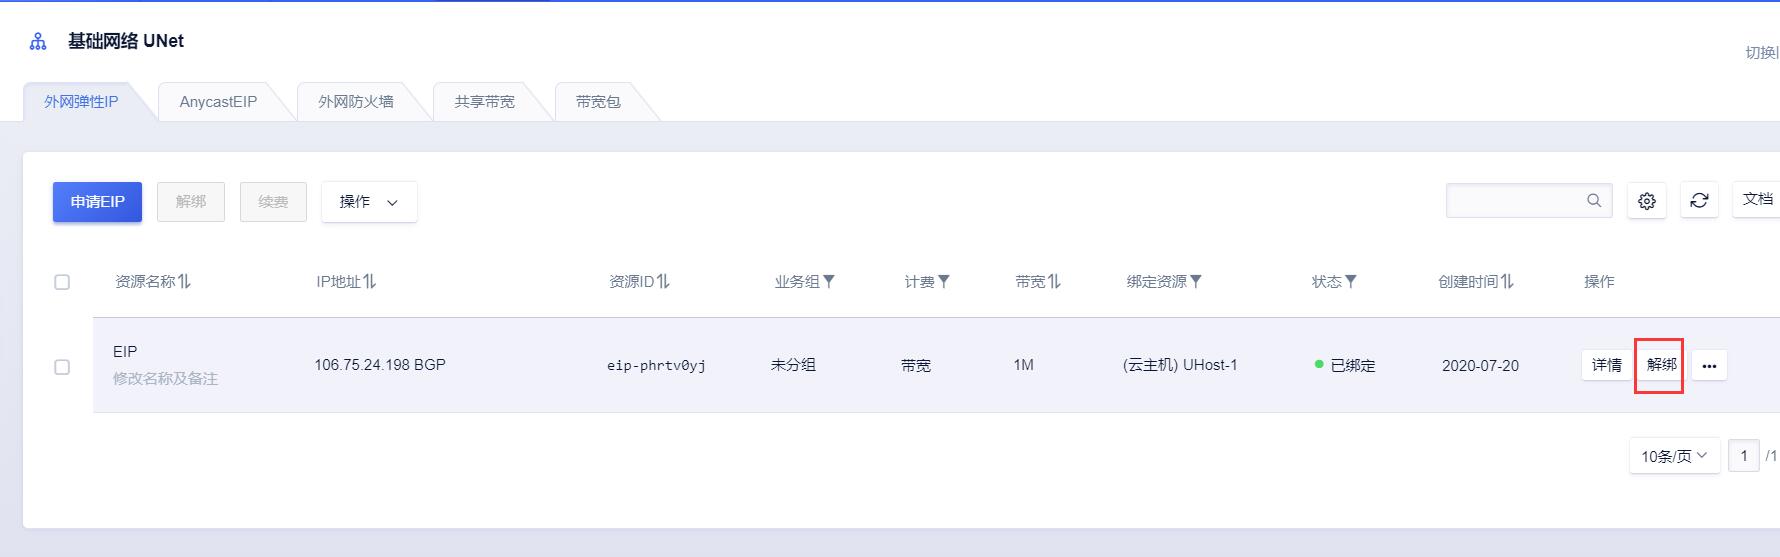 基础网络 UNet
切换
外网弹性IP
AnycastEIP
外网防火墙
共享带宽
带宽包
申请EIP
解绑
续费
操作
文档
资源名称
IP地址
资源ID
业务组
计费
带宽
绑定资源
状态
创建时间
操作
EIP
修改名称及备注
106.75.24.198 BGP
eip-phrtv0yj
未分组
带宽
1M
(云主机) UHost-1
已绑定
2020-07-20
详情
解绑
•••
10条/页
1
/1